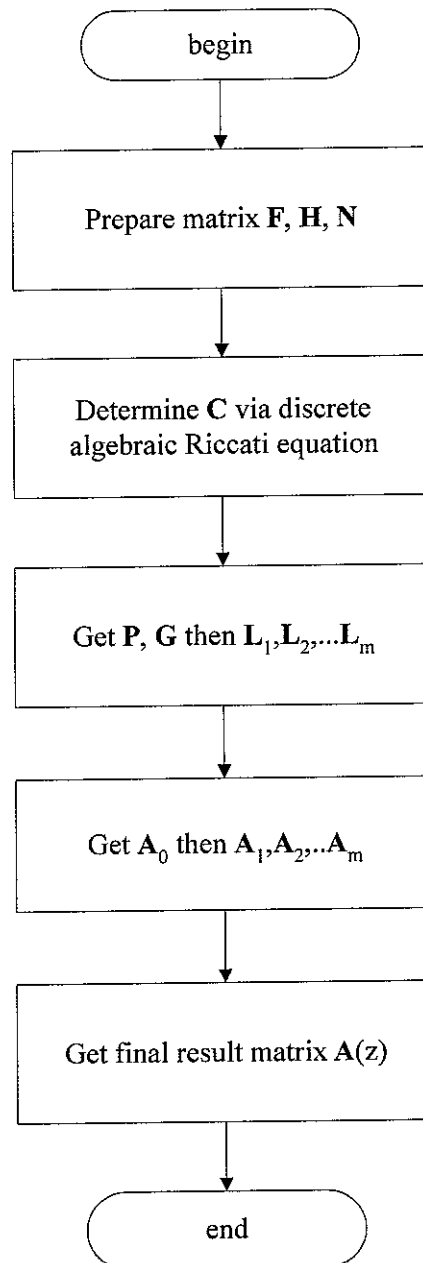 begin
Prepare matrix F, H, N
Determine C via discrete
algebraic Riccati equation
Get P, G then L₁,L₂,...Lₘ
Get A₀ then A₁,A₂,..Aₘ
Get final result matrix A(z)
end